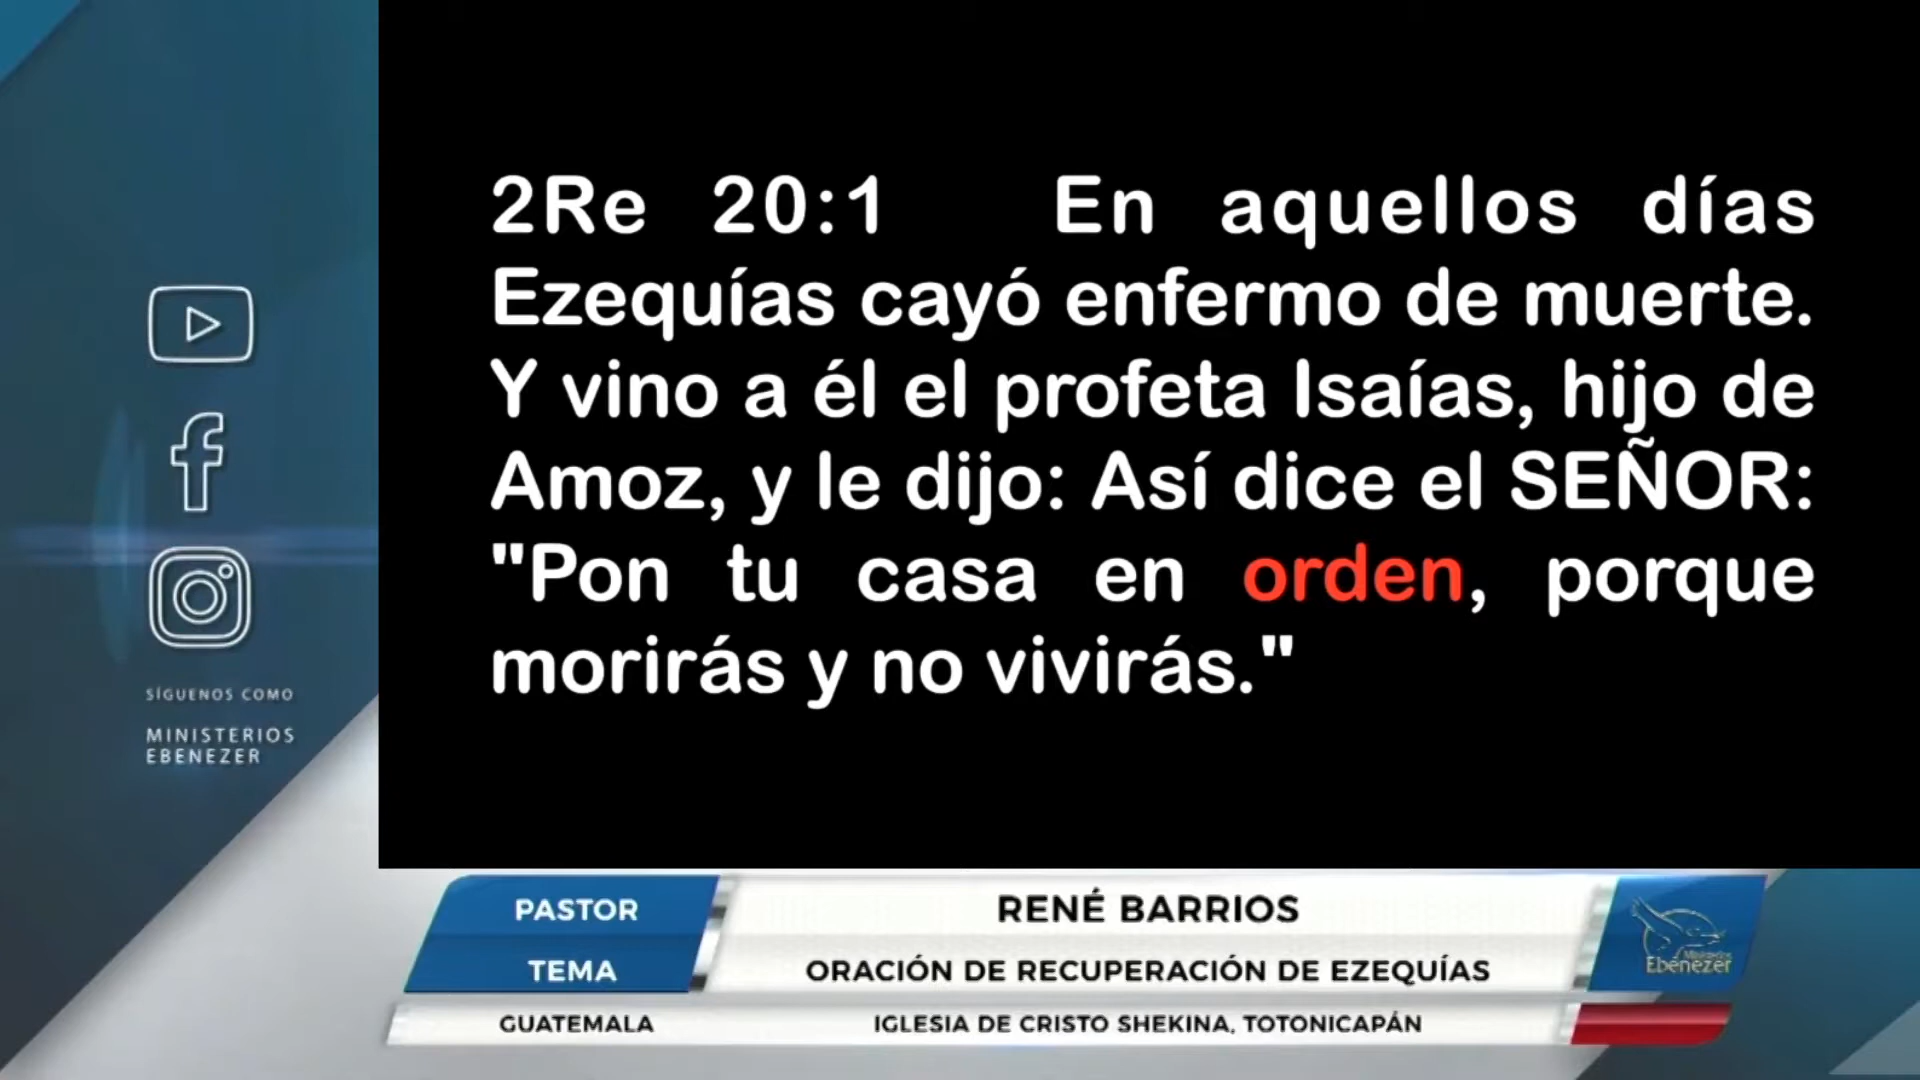 2Re 20:1 En aquellos días
Ezequías cayó enfermo de muerte.
Y vino a él el profeta Isaías, hijo de
Amoz, y le dijo: Así dice el SEÑOR:
"Pon tu casa en orden, porque
morirás y no vivirás."
SÍGUENOS COMO
MINISTERIOS
EBENEZER
PASTOR
RENÉ BARRIOS
TEMA
ORACIÓN DE RECUPERACIÓN DE EZEQUÍAS
GUATEMALA
IGLESIA DE CRISTO SHEKINA, TOTONICAPÁN
Ministerios
Ebenezer